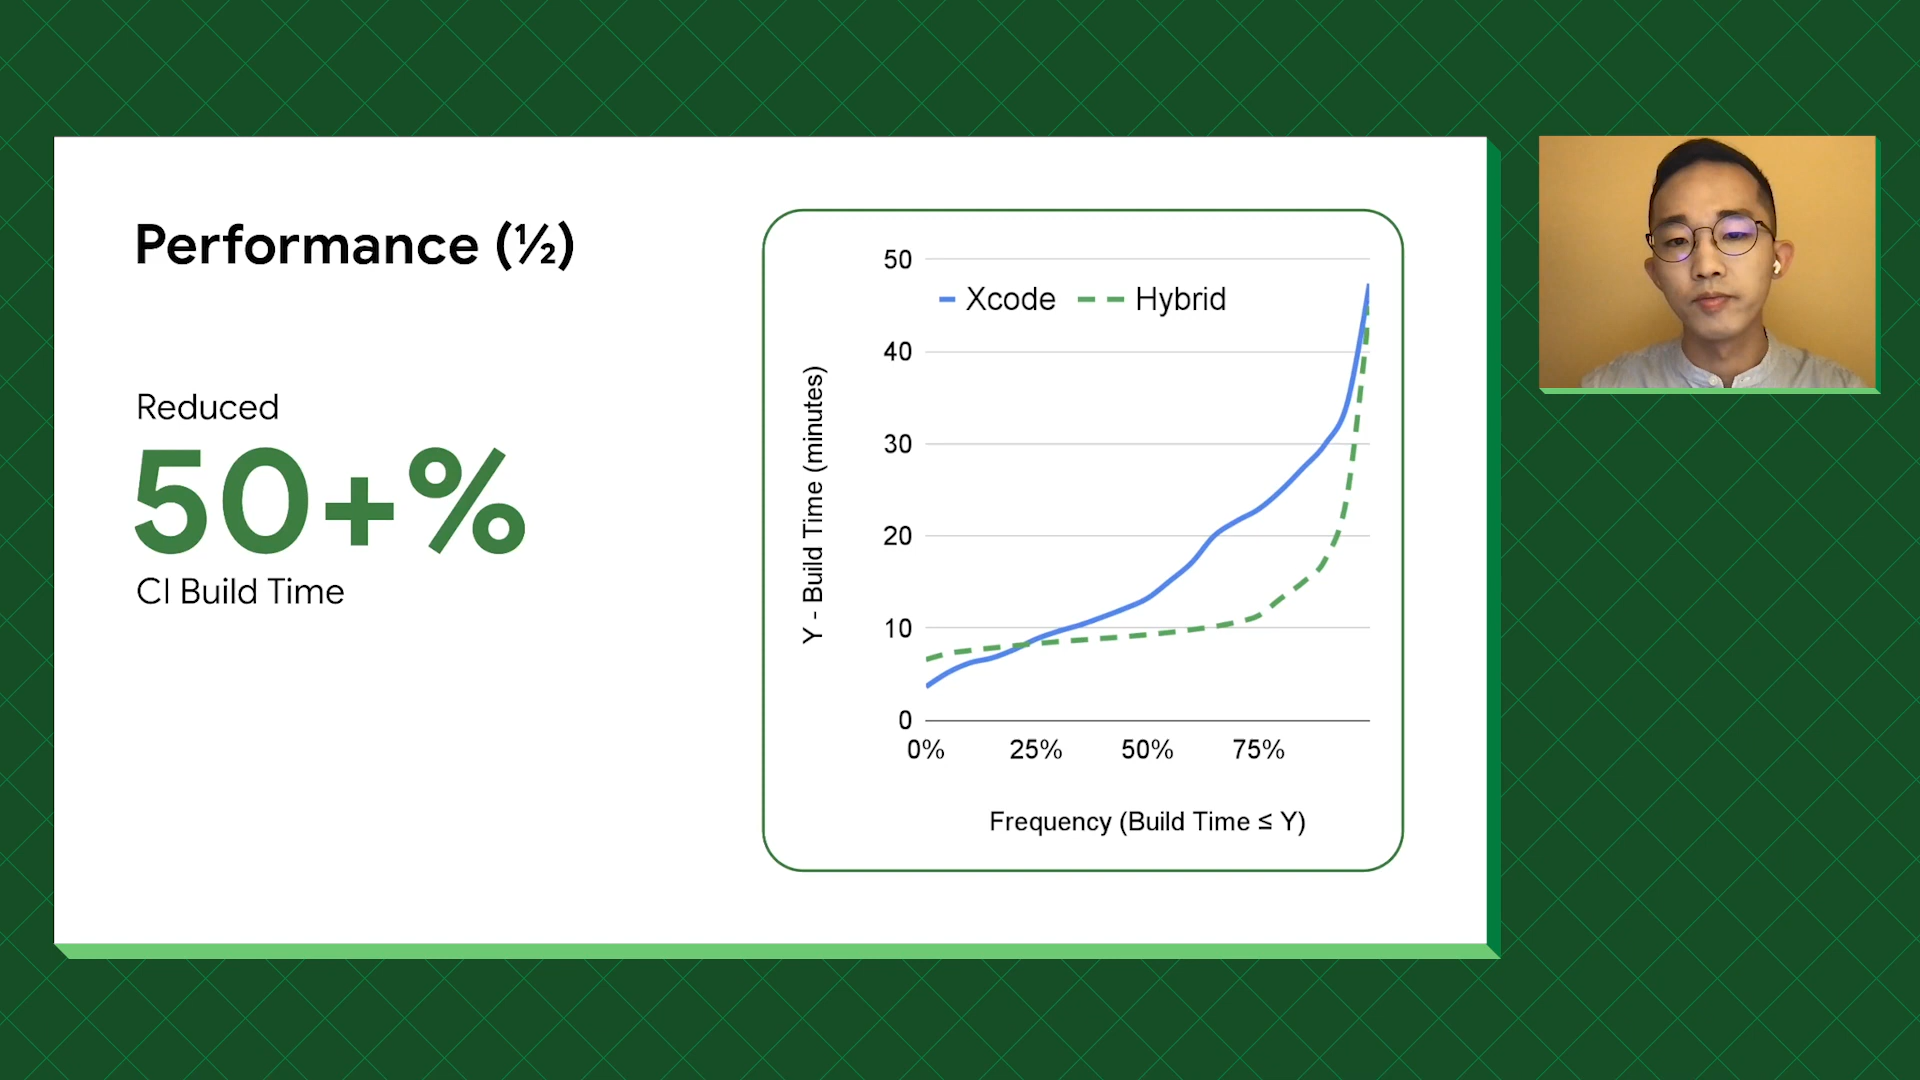 Performance (½)
Reduced
50+%
CI Build Time
50
40
30
20
10
0
Xcode
Hybrid
Y - Build Time (minutes)
0%
25%
50%
75%
Frequency (Build Time ≤ Y)